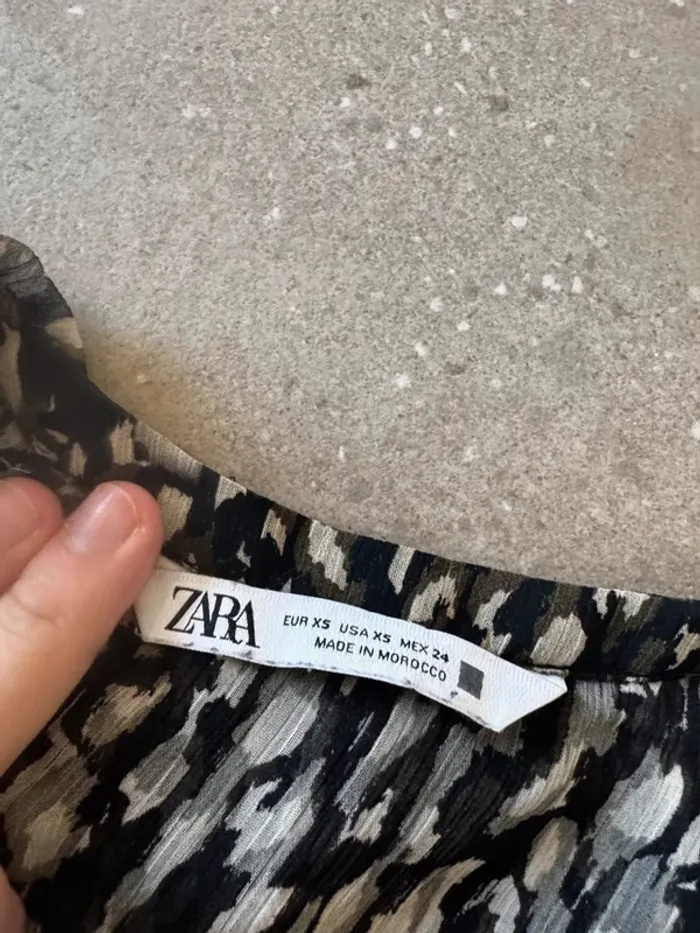 ZARA
EUR XS USA XS MEX 24
MADE IN MOROCCO